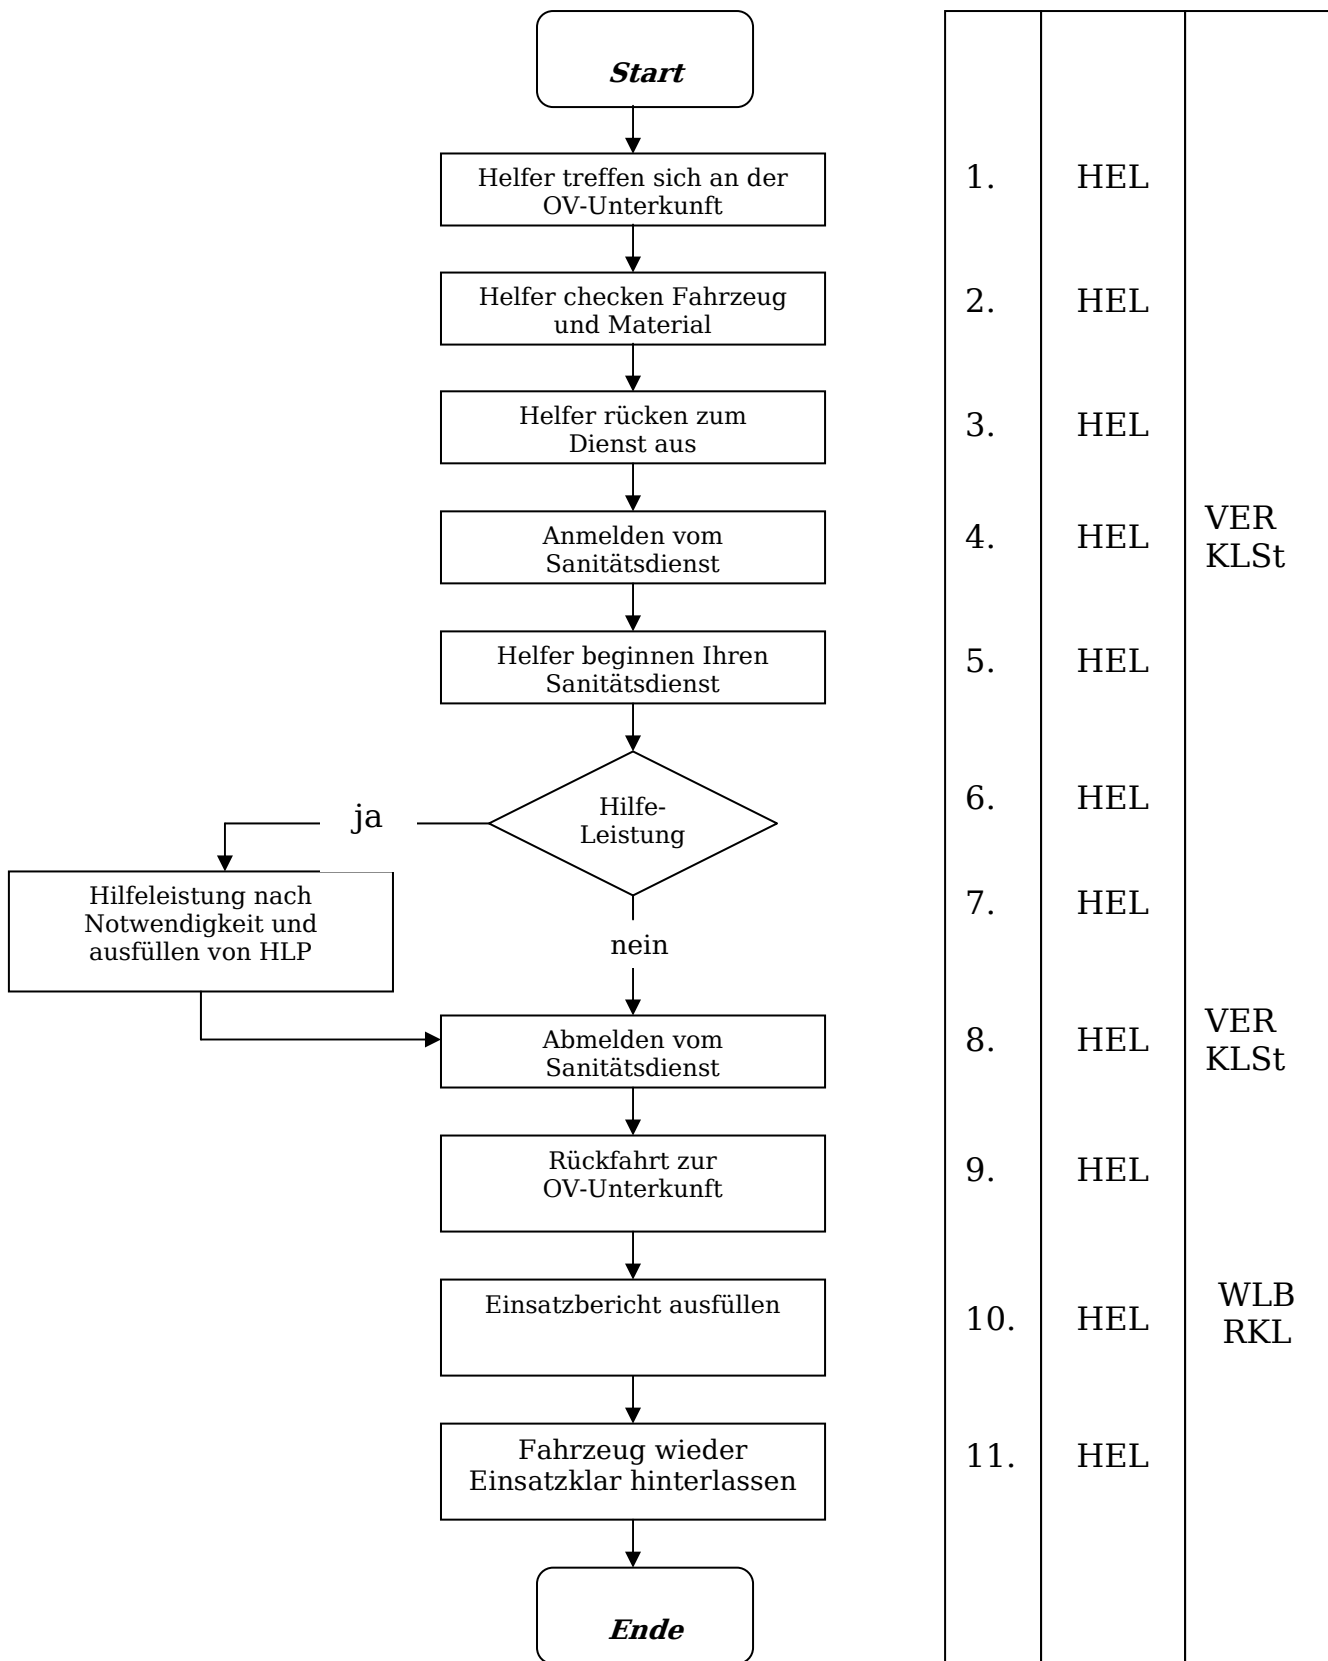 Start
Helfer treffen sich an der
OV-Unterkunft
1.
HEL
Helfer checken Fahrzeug
und Material
2.
HEL
Helfer rücken zum
Dienst aus
3.
HEL
Anmelden vom
Sanitätsdienst
4.
HEL
VER
KLSt
Helfer beginnen Ihren
Sanitätsdienst
5.
HEL
Hilfe-
Leistung
6.
HEL
ja
Hilfeleistung nach
Notwendigkeit und
ausfüllen von HLP
7.
HEL
nein
Abmelden vom
Sanitätsdienst
8.
HEL
VER
KLSt
Rückfahrt zur
OV-Unterkunft
9.
HEL
Einsatzbericht ausfüllen
10.
HEL
WLB
RKL
Fahrzeug wieder
Einsatzklar hinterlassen
11.
HEL
Ende